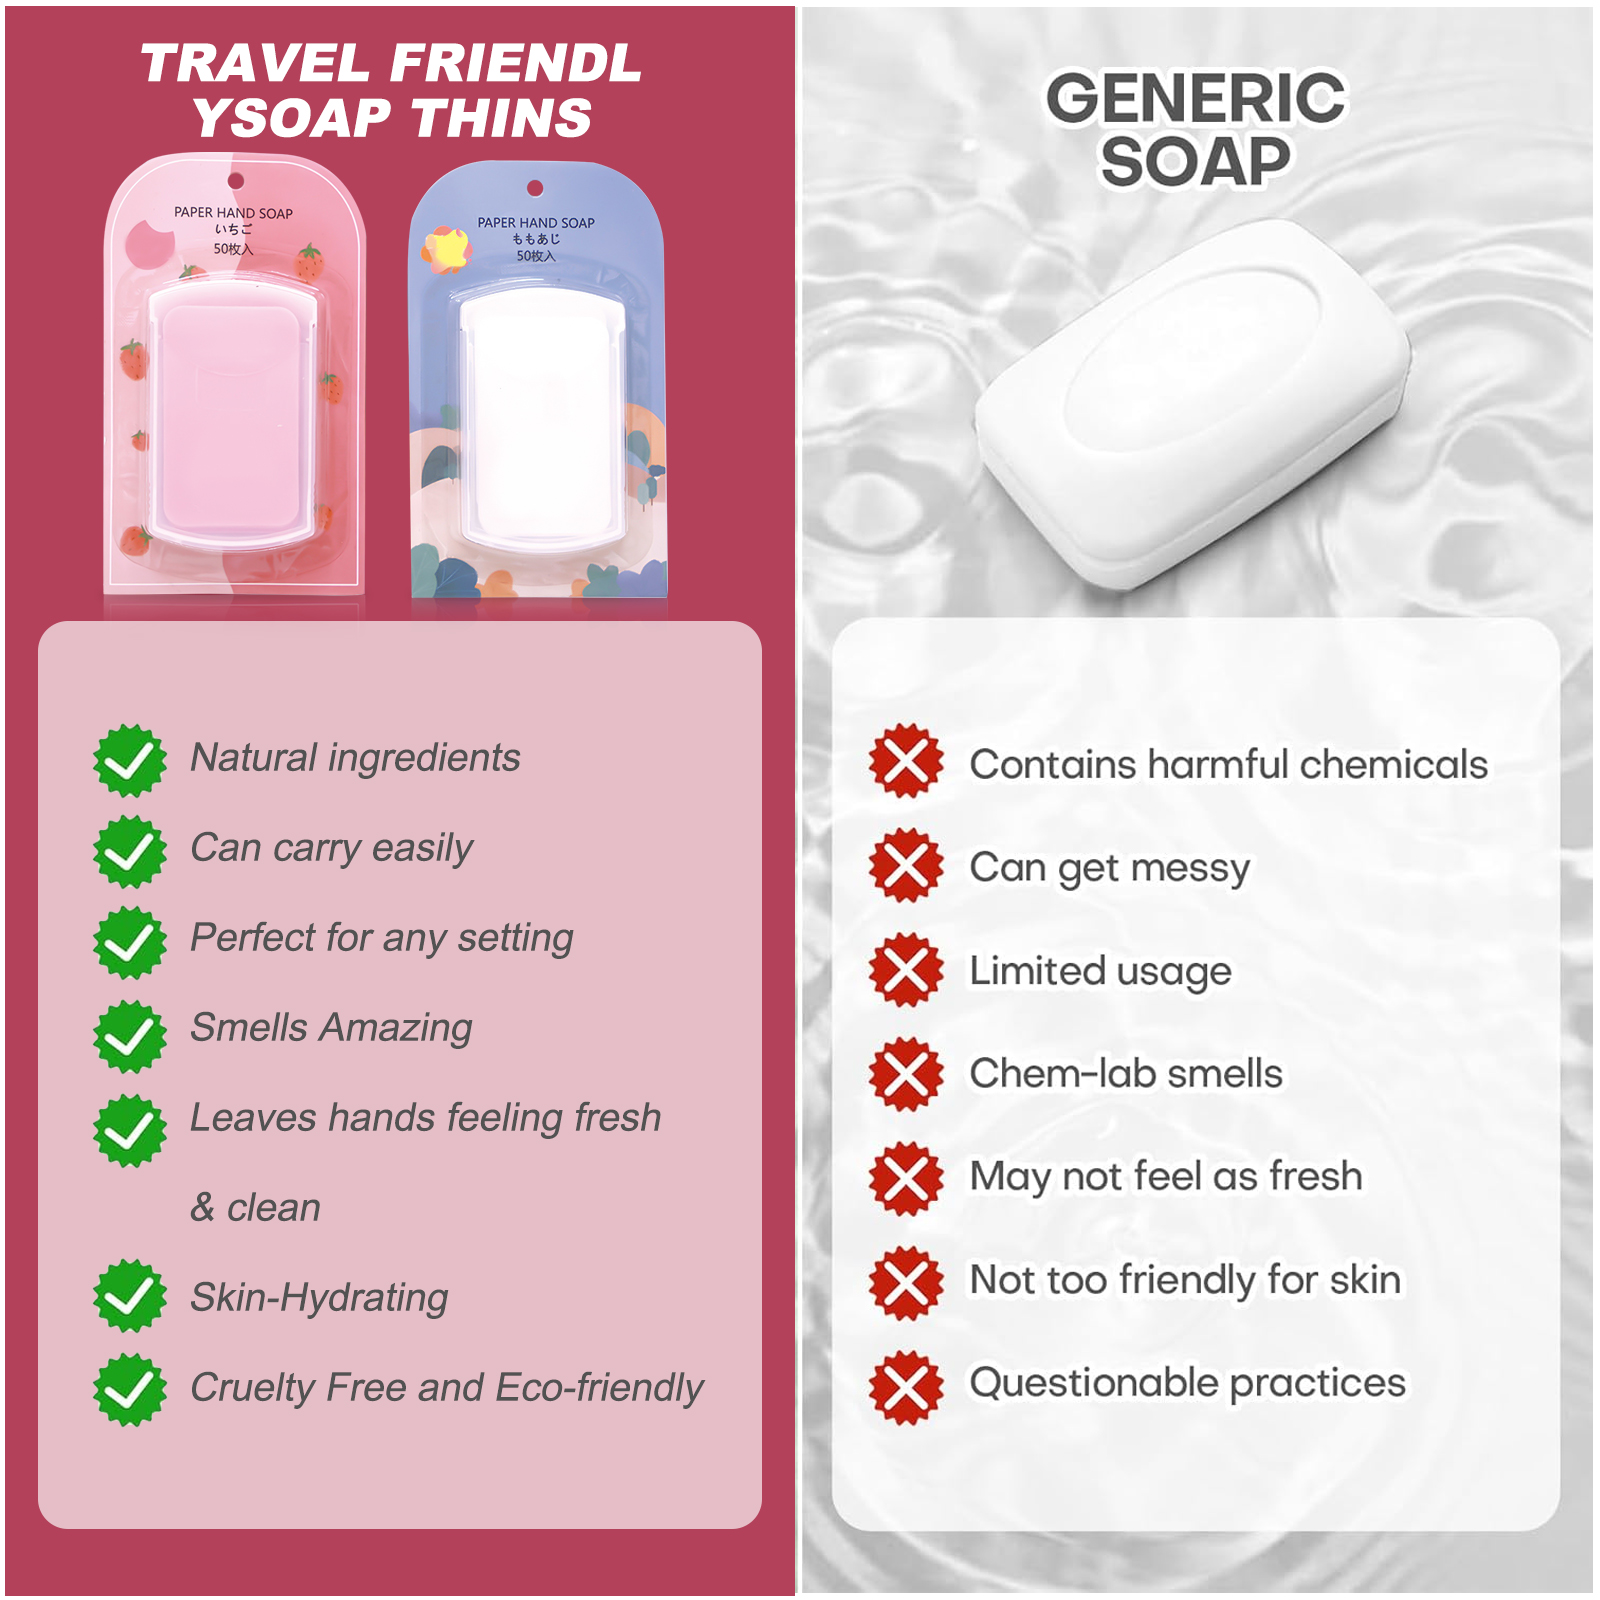 TRAVEL FRIENDL
YSOAP THINS
PAPER HAND SOAP
いちご
50枚入
PAPER HAND SOAP
ももあじ
50枚入
Natural ingredients
Can carry easily
Perfect for any setting
Smells Amazing
Leaves hands feeling fresh
& clean
Skin-Hydrating
Cruelty Free and Eco-friendly
GENERIC
SOAP
Contains harmful chemicals
Can get messy
Limited usage
Chem-lab smells
May not feel as fresh
Not too friendly for skin
Questionable practices